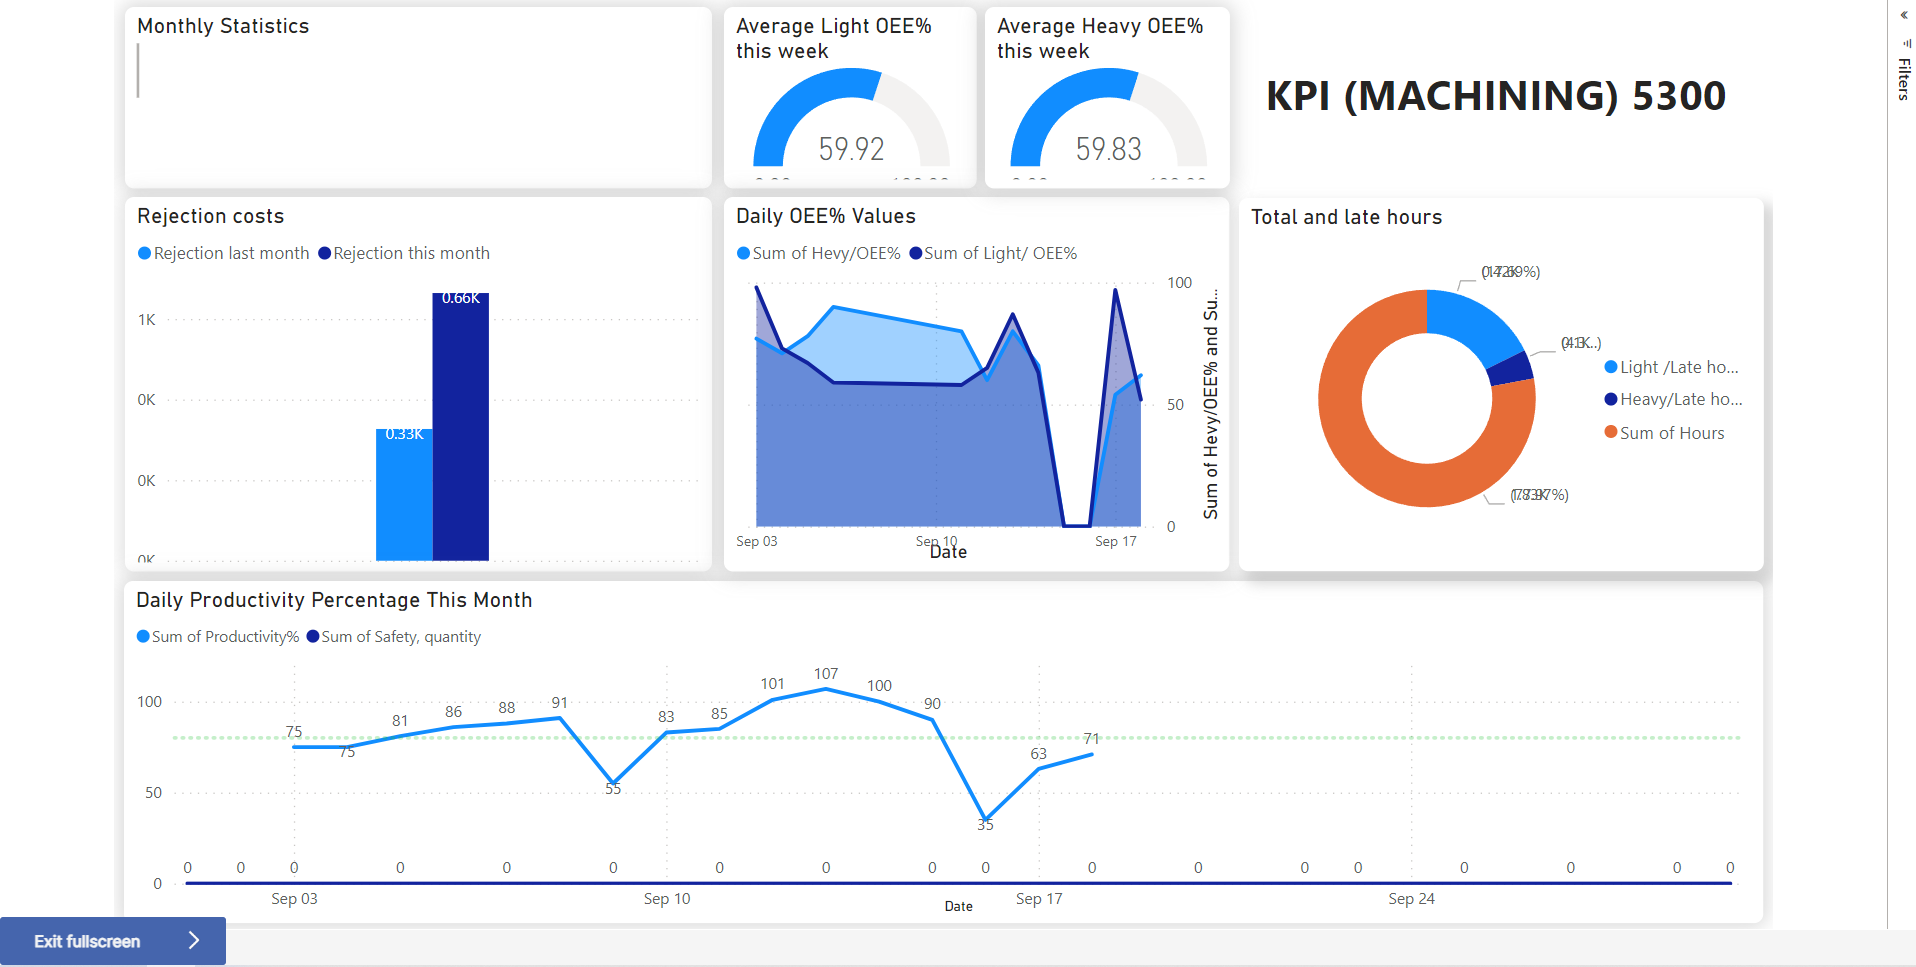 Monthly Statistics
Average Light OEE%
this week
59.92
Average Heavy OEE%
this week
59.83
KPI (MACHINING) 5300
«
Filters
Rejection costs
Rejection last month
Rejection this month
1K
0K
0K
0K
0.33K
0.66K
Daily OEE% Values
Sum of Hevy/OEE%
Sum of Light/ OEE%
100
50
0
Sum of Hevy/OEE% and Su...
Sep 03
Sep 10
Sep 17
Date
Total and late hours
Light /Late ho...
Heavy/Late ho...
Sum of Hours
Daily Productivity Percentage This Month
Sum of Productivity%
Sum of Safety, quantity
100
50
0
75
75
81
86
88
91
55
83
85
101
107
100
90
35
63
71
0 0 0 0 0 0 0 0 0 0 0 0 0 0 0 0 0 0
Sep 03
Sep 10
Sep 17
Sep 24
Date
Exit fullscreen